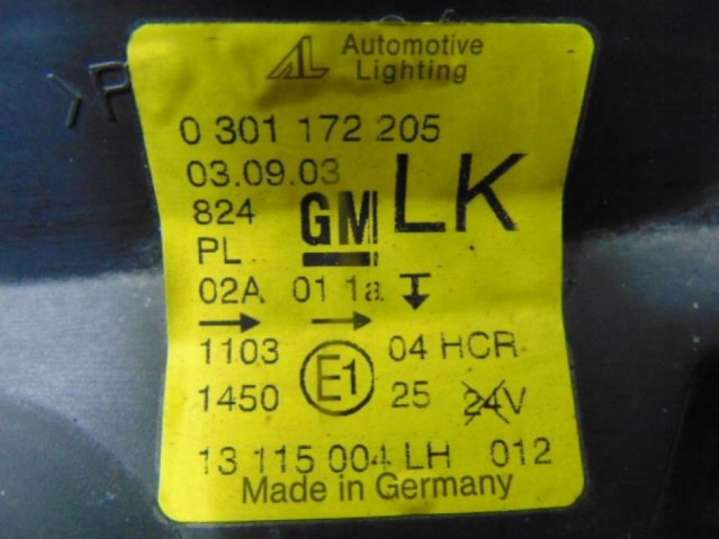 AL Automotive
Lighting
0 301 172 205
03.09.03
824 GM LK
PL
02A 01 1a
1103 E1 04 HCR
1450 25 24V
13 115 004 LH 012
Made in Germany
>P